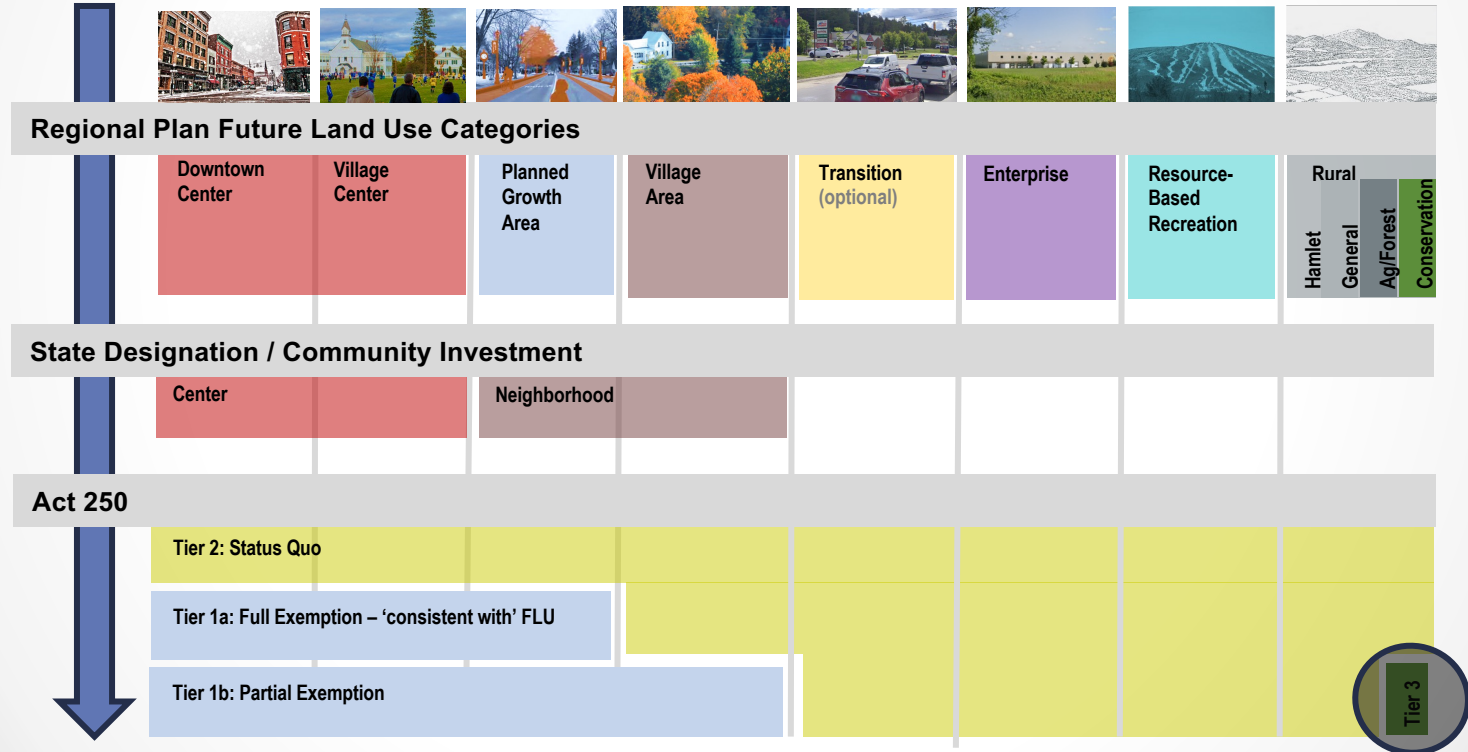 Regional Plan Future Land Use Categories
Downtown
Center
Village
Center
Planned
Growth
Area
Village
Area
Transition
(optional)
Enterprise
Resource-
Based
Recreation
Rural
Hamlet
General
Ag/Forest
Conservation
State Designation / Community Investment
Center
Neighborhood
Act 250
Tier 2: Status Quo
Tier 1a: Full Exemption – ‘consistent with’ FLU
Tier 1b: Partial Exemption
Tier 3